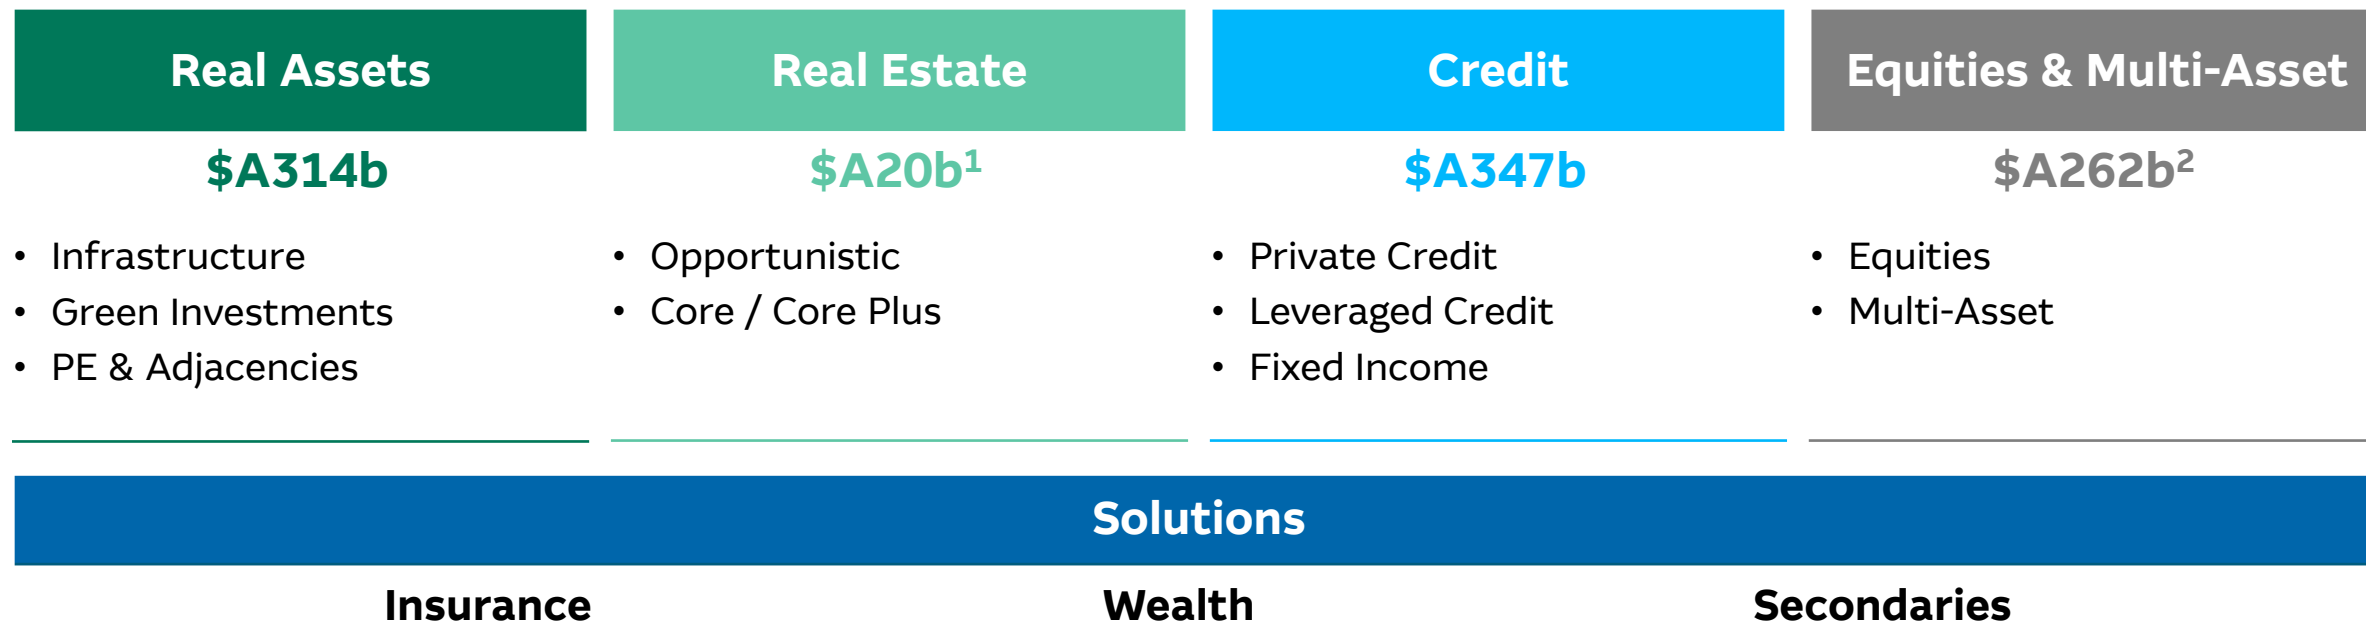 Real Assets
$A314b
• Infrastructure
• Green Investments
• PE & Adjacencies
Real Estate
$A20b¹
• Opportunistic
• Core / Core Plus
Credit
$A347b
• Private Credit
• Leveraged Credit
• Fixed Income
Equities & Multi-Asset
$A262b²
• Equities
• Multi-Asset
Solutions
Insurance
Wealth
Secondaries